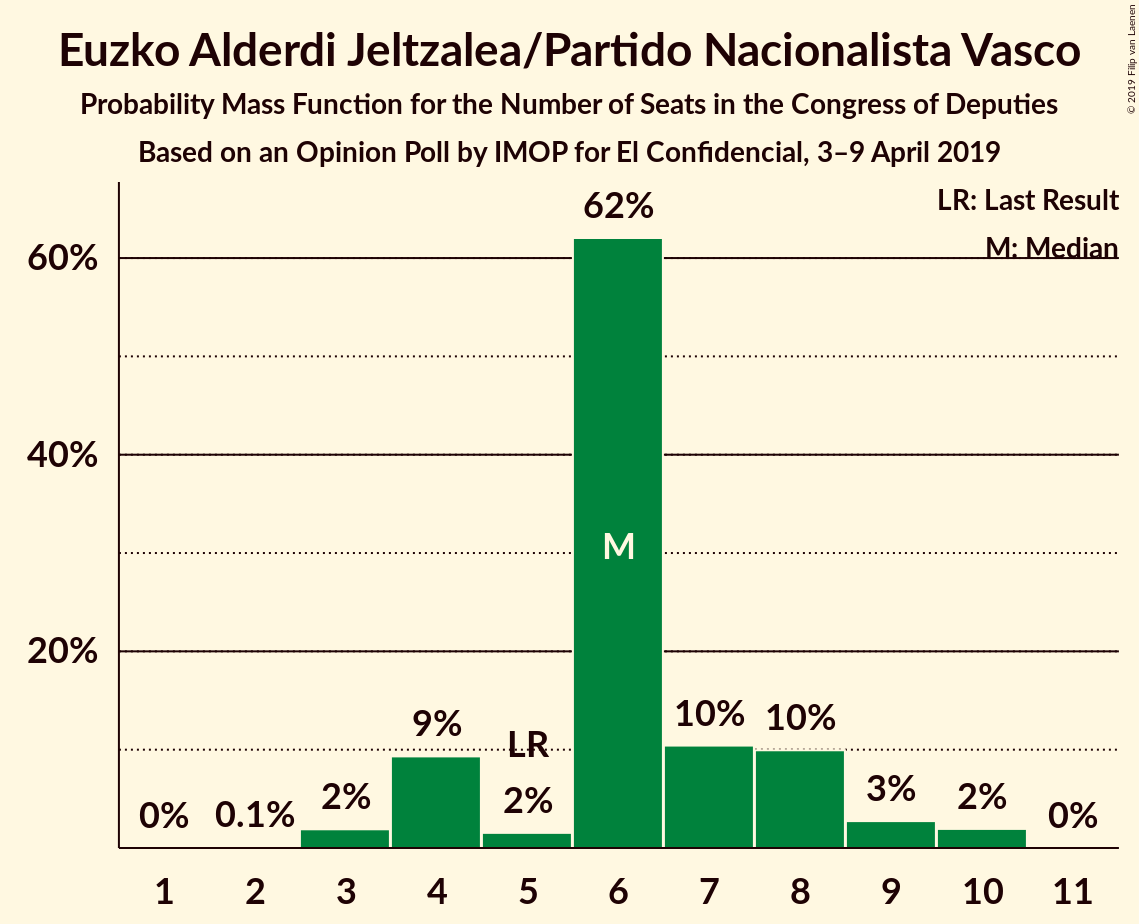 Euzko Alderdi Jeltzalea/Partido Nacionalista Vasco
Probability Mass Function for the Number of Seats in the Congress of Deputies
Based on an Opinion Poll by IMOP for El Confidencial, 3–9 April 2019
© 2019 Filip van Laenen
LR: Last Result
M: Median
60%
40%
20%
0%
0.1%
2%
9%
LR
2%
62%
M
10%
10%
3%
2%
0%
1 2 3 4 5 6 7 8 9 10 11